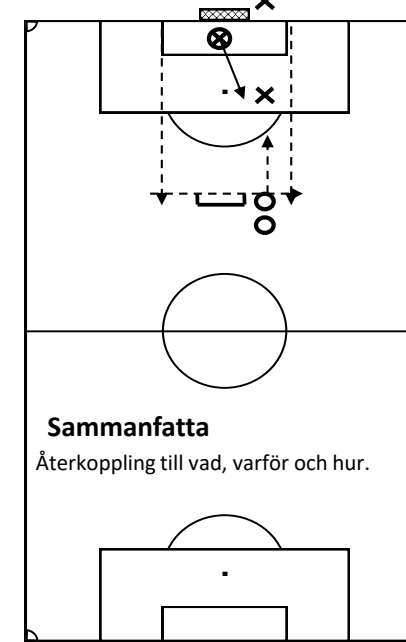 Sammanfatta
Återkoppling till vad, varför och hur.